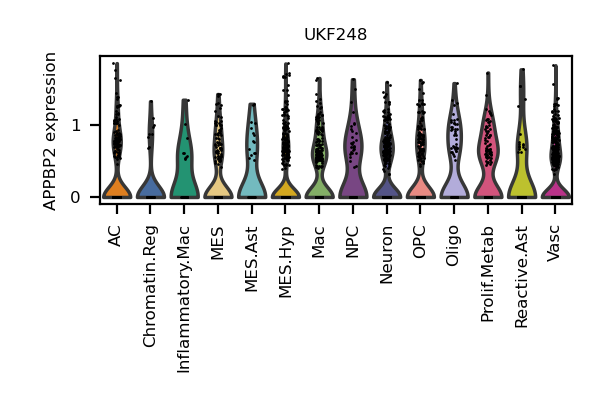 UKF248
APPBP2 expression
1
0
AC
Chromatin.Reg
Inflammatory.Mac
MES
MES.Ast
MES.Hyp
Mac
NPC
Neuron
OPC
Oligo
Prolif.Metab
Reactive.Ast
Vasc